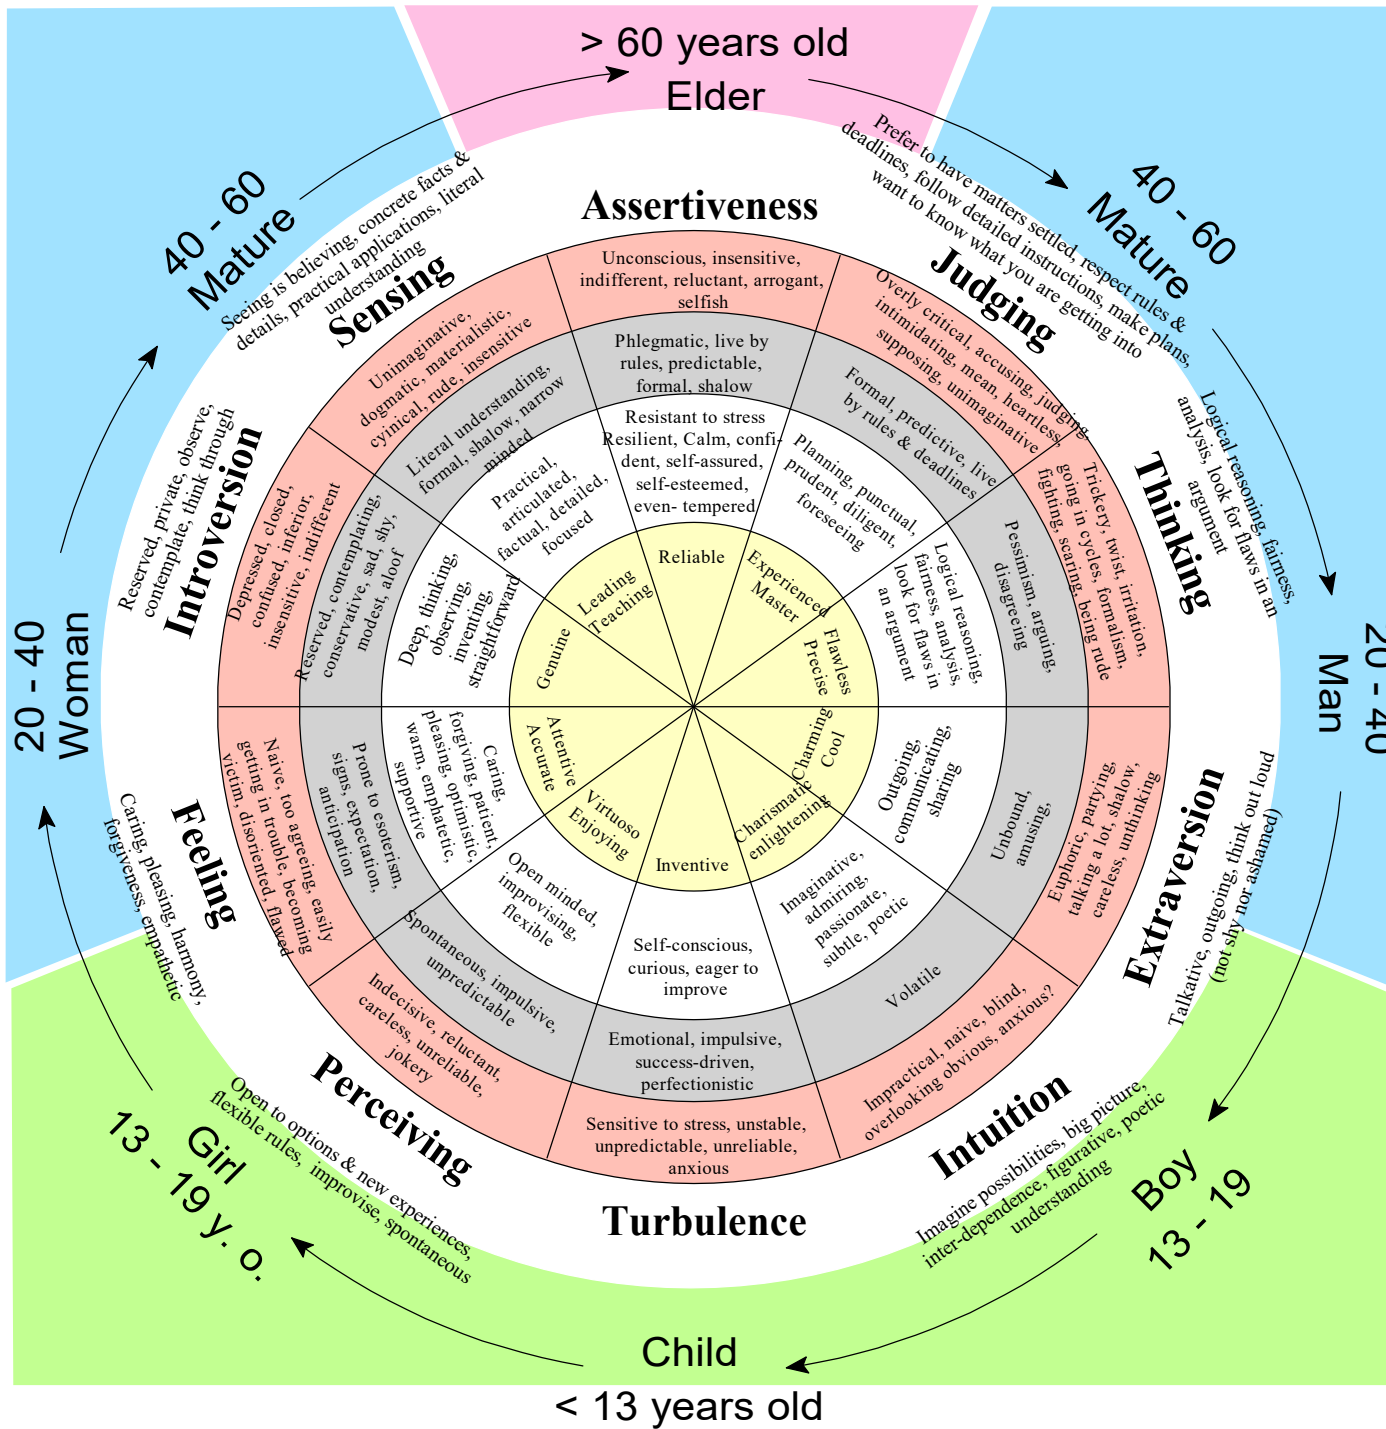 > 60 years old
Elder
40 - 60
Mature
40 - 60
Mature
20 - 40
Man
Boy
13 - 19
Child
< 13 years old
Girl
13 - 19 y. o.
20 - 40
Woman
Assertiveness
Unconscious, insensitive,
indifferent, reluctant, arrogant,
selfish
Phlegmatic, live by
rules, predictable,
formal, shalow
Resistant to stress
Resilient, Calm, confi-
dent, self-assured,
self-esteemed,
even- tempered
Reliable
Prefer to have matters settled, respect rules &
deadlines, follow detailed instructions, make plans,
want to know what you are getting into
Judging
Overly critical, accusing, judging,
intimidating, mean, heartless,
supposing, unimaginative
Formal, predictive, live
by rules & deadlines
Planning, punctual,
prudent, diligent,
foreseeing
Experienced
Master
Logical reasoning, fairness,
analysis, look for flaws in an
argument
Thinking
Trickery, twist, irritation,
going in cycles, formalism,
fighting, scaring, being rude
Pessimism, arguing,
disagreeing
Logical reasoning,
fairness, analysis,
look for flaws in
an argument
Flawless
Precise
Charming
Cool
Outgoing,
communicating,
sharing
Unbound,
amusing,
Euphoric, partying,
talking a lot, shalow,
careless, unthinking
Extraversion
Talkative, outgoing, think out loud
(not shy nor ashamed)
Charismatic
enlightening
Imaginative,
admiring,
passionate,
subtle, poetic
Volatile
Impractical, naive, blind,
overlooking obvious, anxious?
Intuition
Imagine possibilities, big picture,
inter-dependence, figurative, poetic
understanding
Inventive
Self-conscious,
curious, eager to
improve
Emotional, impulsive,
success-driven,
perfectionistic
Sensitive to stress, unstable,
unpredictable, unreliable,
anxious
Turbulence
Virtuoso
Enjoying
Open minded,
improvising,
flexible
Spontaneous, impulsive,
unpredictable
Indecisive, reluctant,
careless, unreliable,
jokery
Perceiving
Open to options & new experiences,
flexible rules, improvise, spontaneous
Attentive
Accurate
Caring,
forgiving, patient,
pleasing, optimistic,
warm, emphatetic,
supportive
Prone to esoterism,
signs, expectation,
anticipation
Naive, too agreeing, easily
getting in trouble, becoming
victim, disoriented, flawed
Feeling
Caring, pleasing, harmony,
forgiveness, empathetic
Genuine
Deep, thinking,
observing,
inventing,
straightforward
Reserved, contemplating,
conservative, sad, shy,
modest, aloof
Depressed, closed,
confused, inferior,
insensitive, indifferent
Introversion
Reserved, private, observe,
contemplate, think through
Leading
Teaching
Practical,
articulated,
factual, detailed,
focused
Literal understanding,
formal, shalow, narrow
minded
Unimaginative,
dogmatic, materialistic,
cyinical, rude, insensitive
Sensing
Seeing is believing, concrete facts &
details, practical applications, literal
understanding